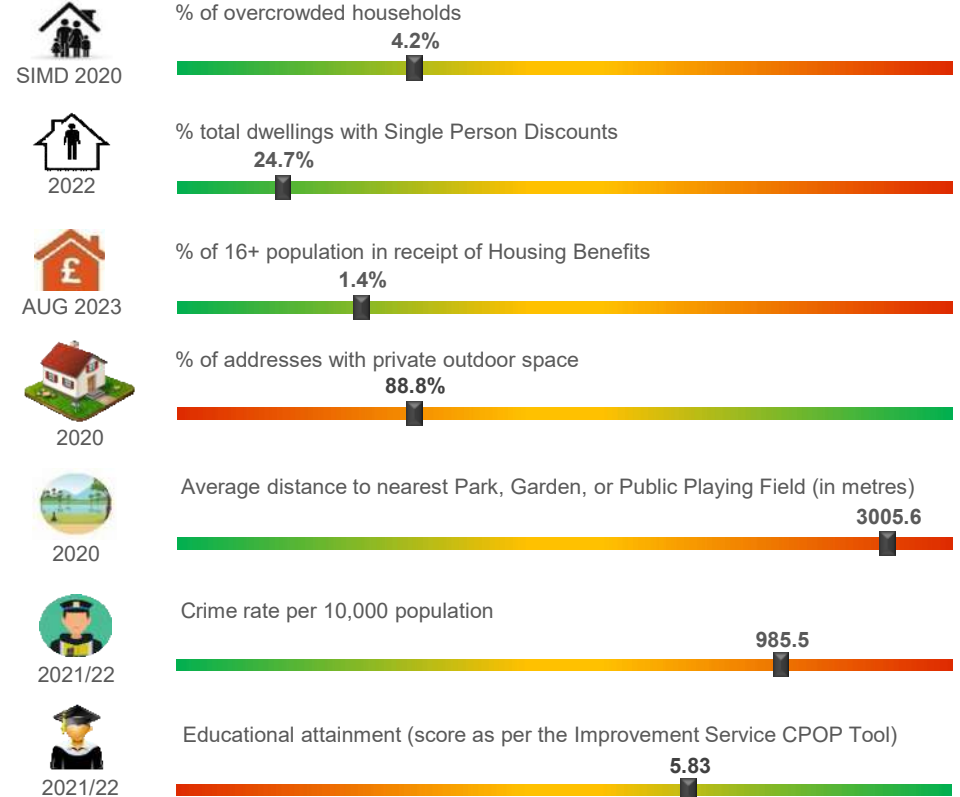 % of overcrowded households
4.2%
SIMD 2020
% total dwellings with Single Person Discounts
24.7%
2022
% of 16+ population in receipt of Housing Benefits
1.4%
£
AUG 2023
% of addresses with private outdoor space
88.8%
2020
Average distance to nearest Park, Garden, or Public Playing Field (in metres)
3005.6
2020
Crime rate per 10,000 population
985.5
2021/22
Educational attainment (score as per the Improvement Service CPOP Tool)
5.83
2021/22